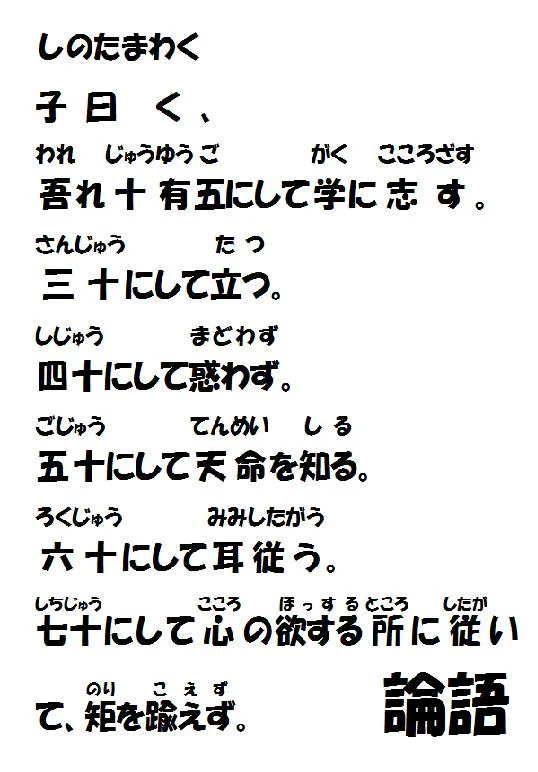 しのたまわく
子曰く、
われ じゅうゆうご がく こころざす
吾れ十有五にして学に志す。
さんじゅう たつ
三十にして立つ。
しじゅう まどわず
四十にして惑わず。
ごじゅう てんめい しる
五十にして天命を知る。
ろくじゅう みみしたがう
六十にして耳従う。
しちじゅう こころ ほっする ところ したが
七十にして心の欲する所に従い
のり こえず
て、矩を踰えず。
論語